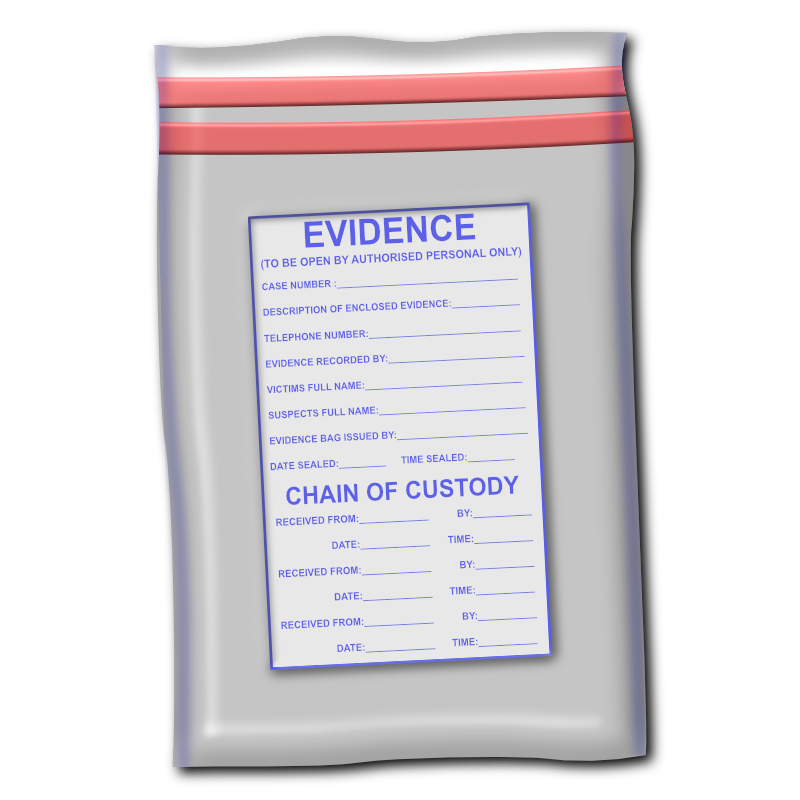 EVIDENCE
(TO BE OPEN BY AUTHORISED PERSONAL ONLY)
CASE NUMBER :
DESCRIPTION OF ENCLOSED EVIDENCE:
TELEPHONE NUMBER:
EVIDENCE RECORDED BY:
VICTIMS FULL NAME:
SUSPECTS FULL NAME:
EVIDENCE BAG ISSUED BY:
DATE SEALED: TIME SEALED:
CHAIN OF CUSTODY
RECEIVED FROM: BY:
DATE: TIME:
RECEIVED FROM: BY:
DATE: TIME:
RECEIVED FROM: BY:
DATE: TIME: